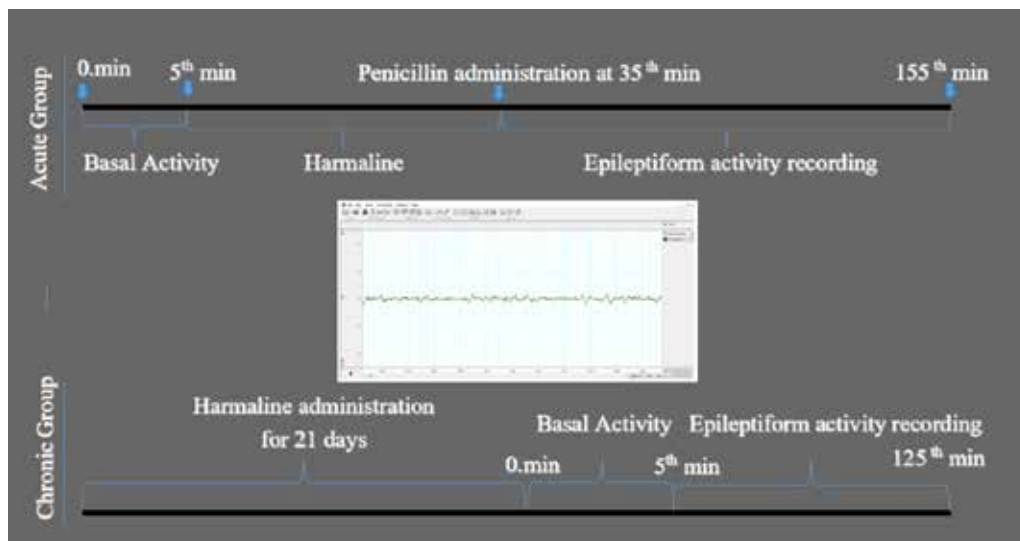 Acute Group
0.min
5th min
Penicillin administration at 35th min
155th min
Basal Activity
Harmaline
Epileptiform activity recording
Chronic Group
Harmaline administration
for 21 days
Basal Activity
Epileptiform activity recording
0.min
5th min
125th min